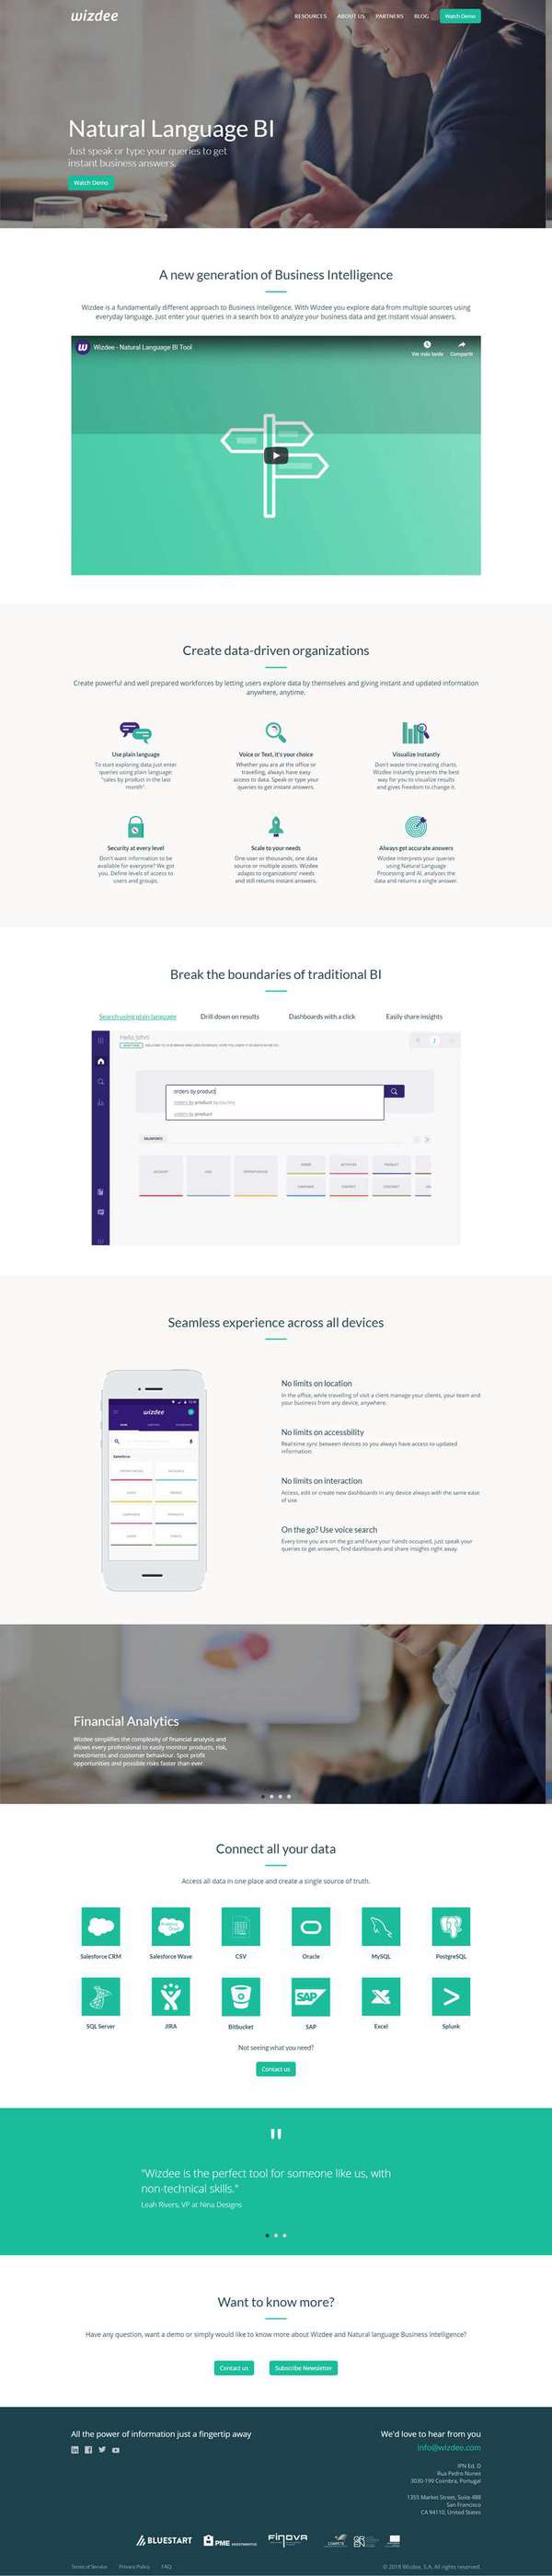 wizdee
RESOURCES ABOUT US PARTNERS BLOG Watch Demo
Natural Language BI
Just speak or type your queries to get
instant business answers.
Watch Demo
A new generation of Business Intelligence
Wizdee is a fundamentally different approach to Business Intelligence. With Wizdee you explore data from multiple sources using
everyday language. Just enter your queries in a search box to analyze your business data and get instant visual answers.
Wizdee - Natural Language BI Tool
Ver más tarde Compartir
Create data-driven organizations
Create powerful and well prepared workforces by letting users explore data by themselves and giving instant and updated information
anywhere, anytime.
Use plain language
To start exploring data just enter
queries using plain language:
"sales by product in the last
month".
Voice or Text, it's your choice
Whether you are at the office or
travelling, always have easy
access to data. Speak or type your
queries to get instant answers.
Visualize Instantly
Don't waste time creating charts.
Wizdee instantly presents the best
way for you to visualize results
and gives freedom to change it.
Security at every level
Don't want information to be
available for everyone? We got
you. Define levels of access to
users and groups.
Scale to your needs
One user or thousands, one data
source or multiple assets. Wizdee
adapts to organizations' needs
and still returns instant answers.
Always get accurate answers
Wizdee interprets your queries
using Natural Language
Processing and AI, analyzes the
data and returns a single answer.
Break the boundaries of traditional BI
Search using plain language Drill down on results Dashboards with a click Easily share insights
Hello, John!
orders by product
orders by product by country
orders by product
SALESFORCE
Seamless experience across all devices
wizdee
Salesforce
No limits on location
In the office, while travelling of visit a client manage your clients, your team and
your business from any device, anywhere.
No limits on accessbility
Real-time sync between devices so you always have access to updated
information.
No limits on interaction
Access, edit or create new dashboards in any device always with the same ease
of use.
On the go? Use voice search
Every time you are on the go and have your hands occupied, just speak your
queries to get answers, find dashboards and share insights right away.
Financial Analytics
Wizdee simplifies the complexity of financial analysis and
allows every professional to easily monitor products, risk,
investments and customer behaviour. Spot profit
opportunities and possible risks faster than ever.
Connect all your data
Access all data in one place and create a single source of truth.
Salesforce CRM Salesforce Wave CSV Oracle MySQL PostgreSQL
SAP
SQL Server JIRA Bitbucket SAP Excel Splunk
Not seeing what you need?
Contact us
"Wizdee is the perfect tool for someone like us, with
non-technical skills."
Leah Rivers, VP at Nina Designs
Want to know more?
Have any question, want a demo or simply would like to know more about Wizdee and Natural language Business Intelligence?
Contact us Subscribe Newsletter
All the power of information just a fingertip away
We'd love to hear from you
info@wizdee.com
IPN Ed. D
Rua Pedro Nunes
3030-199 Coimbra, Portugal
1355 Market Street, Suite 488
San Francisco
CA 94110, United States
BLUESTART PME INVESTIMENTOS FINOVA COMPETE
Terms of Service Privacy Policy FAQ
© 2018 Wizdee, S.A. All rights reserved.